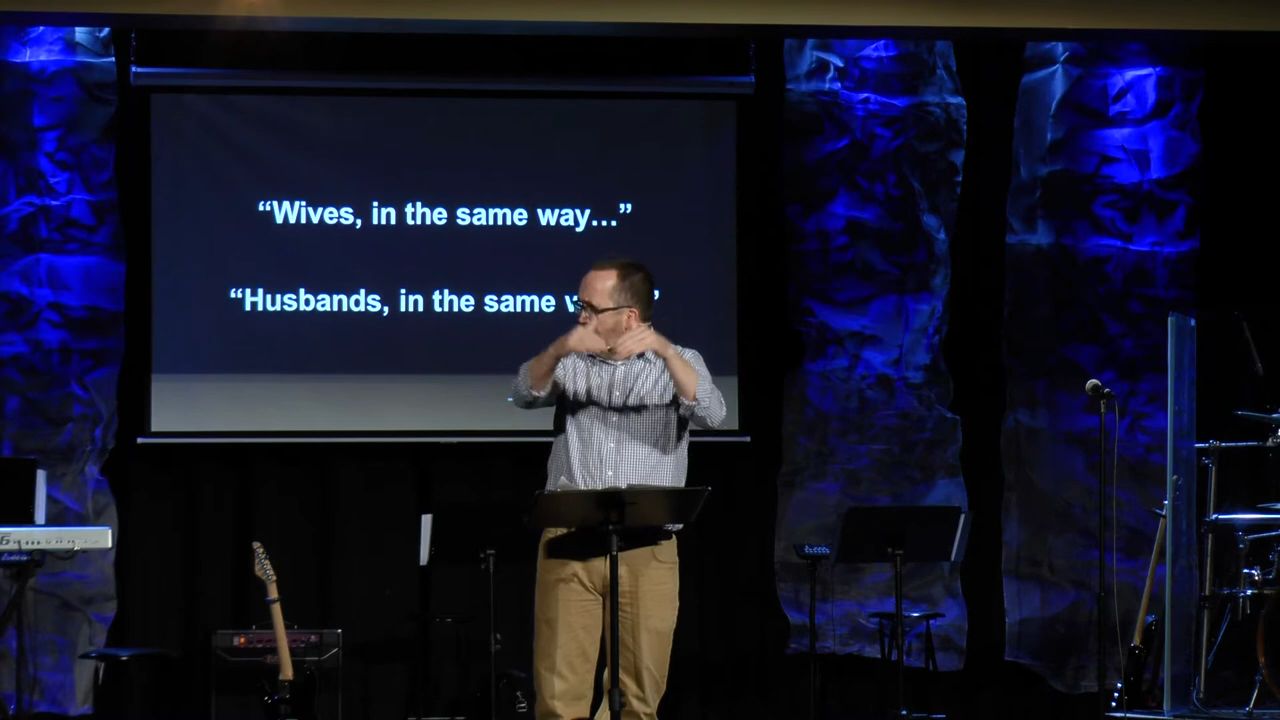 “Wives, in the same way…”
“Husbands, in the same ”